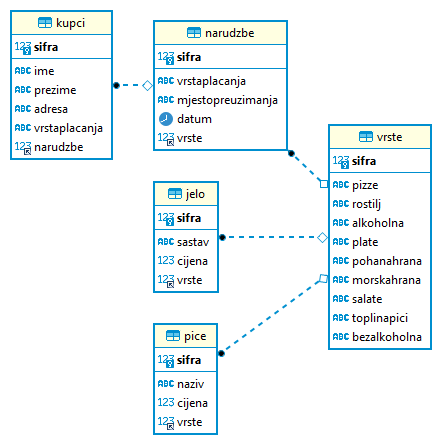 kupci
123 sifra
ABC ime
ABC prezime
ABC adresa
ABC vrstaplacanja
123 narudzbe
narudzbe
123 sifra
ABC vrstaplacanja
ABC mjestopreuzimanja
datum
123 vrste
jelo
123 sifra
ABC sastav
123 cijena
123 vrste
pice
123 sifra
ABC naziv
123 cijena
123 vrste
vrste
123 sifra
ABC pizze
ABC rostilj
ABC alkoholna
ABC plate
ABC pohanahrana
ABC morskahrana
ABC salate
ABC toplinapici
ABC bezalkoholna